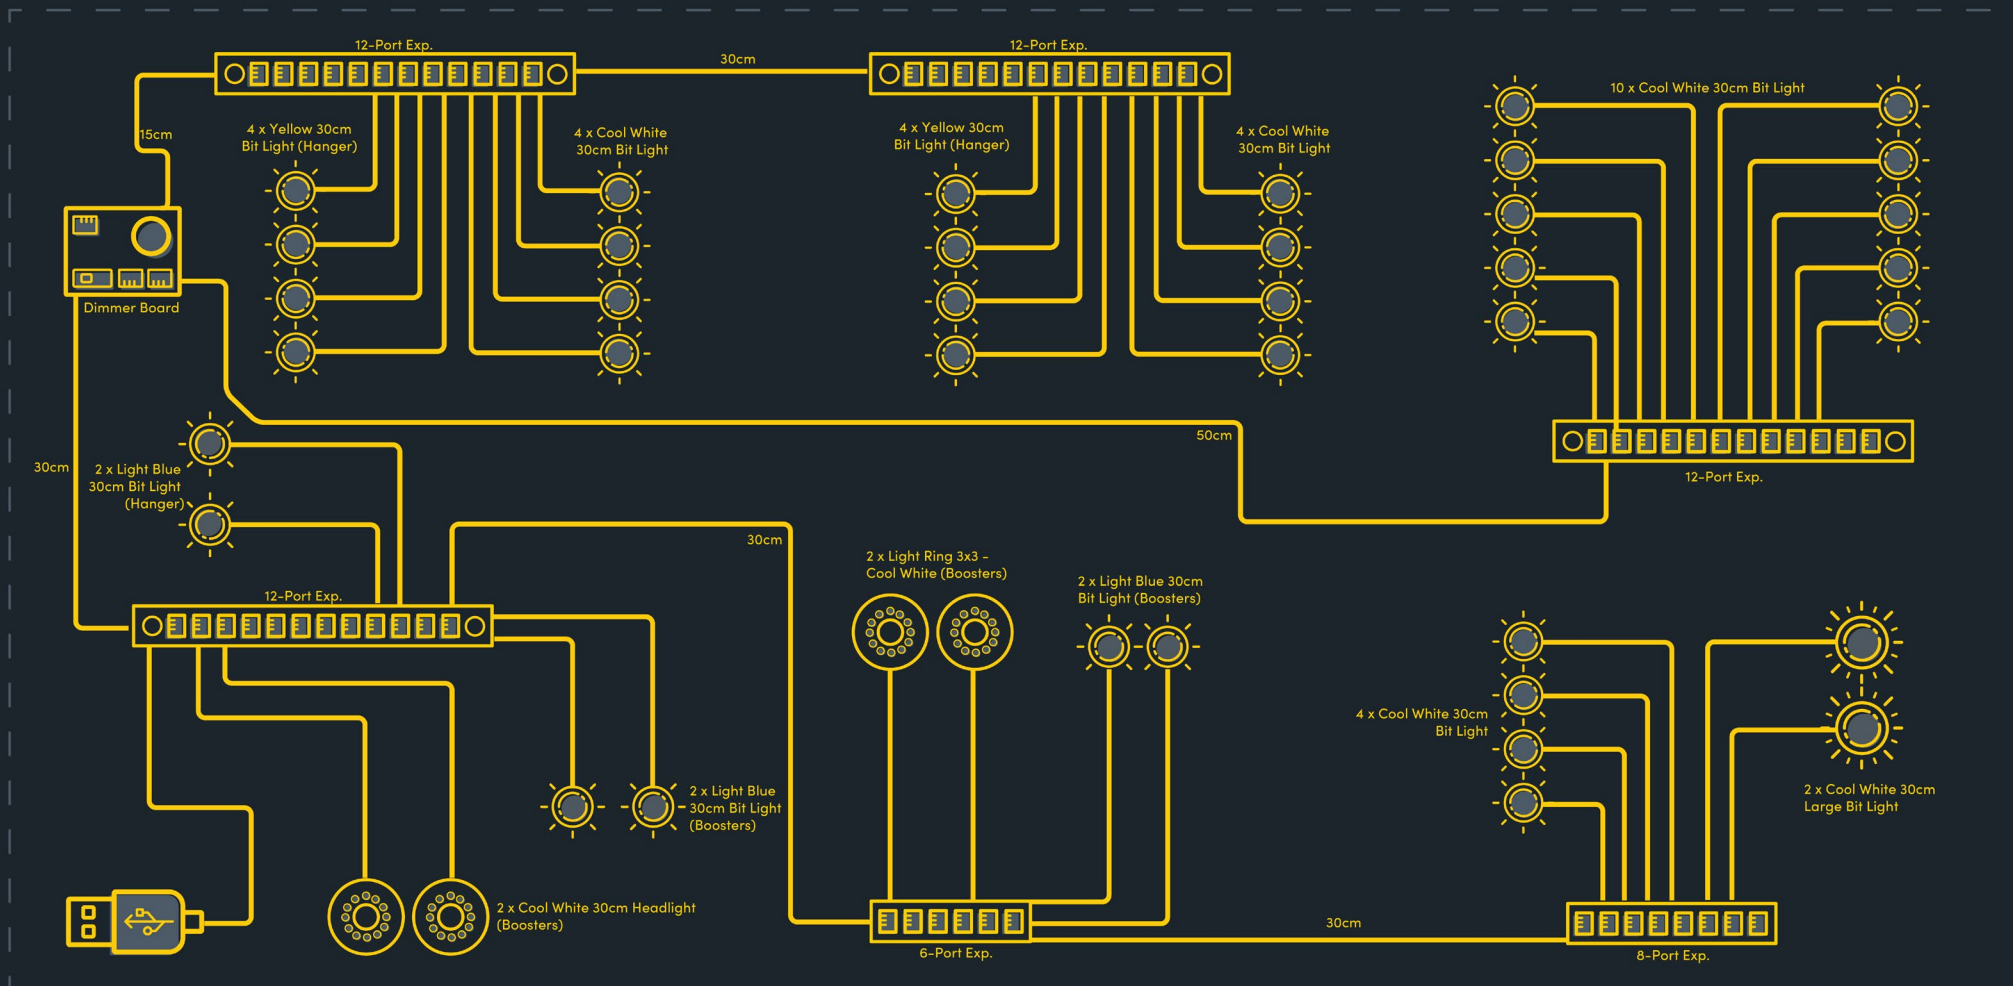 12-Port Exp.
30cm
12-Port Exp.
10 x Cool White 30cm Bit Light
15cm
4 x Yellow 30cm
Bit Light (Hanger)
4 x Cool White
30cm Bit Light
4 x Yellow 30cm
Bit Light (Hanger)
4 x Cool White
30cm Bit Light
Dimmer Board
50cm
30cm
2 x Light Blue
30cm Bit Light
(Hanger)
12-Port Exp.
30cm
2 x Light Ring 3x3 -
Cool White (Boosters)
2 x Light Blue 30cm
Bit Light (Boosters)
12-Port Exp.
4 x Cool White 30cm
Bit Light
2 x Light Blue
30cm Bit Light
(Boosters)
2 x Cool White 30cm
Large Bit Light
2 x Cool White 30cm Headlight
(Boosters)
30cm
6-Port Exp.
8-Port Exp.